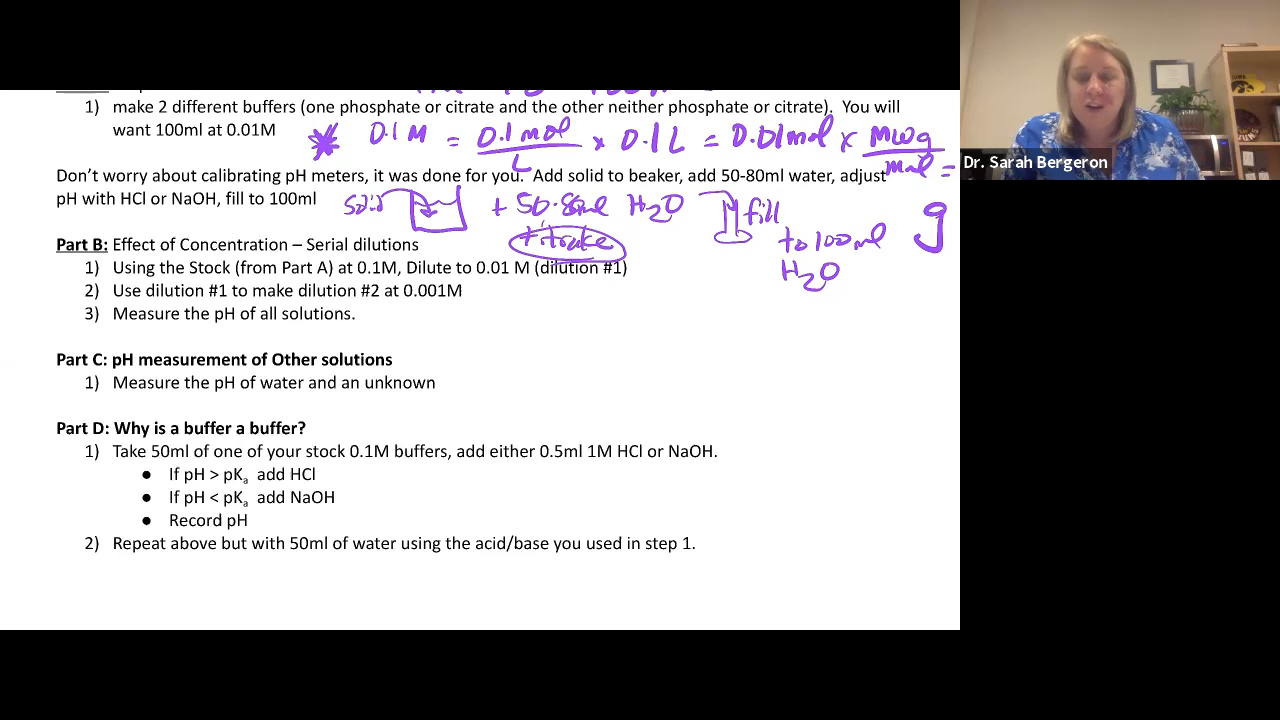 1) make 2 different buffers (one phosphate or citrate and the other neither phosphate or citrate). You will
want 100ml at 0.01M
0.1 M = 0.1 mol / L × 0.1 L = 0.01 mol × MW g / mol =
g
Don't worry about calibrating pH meters, it was done for you. Add solid to beaker, add 50-80ml water, adjust
pH with HCl or NaOH, fill to 100ml
solid + 50-80ml H2O fill
to 100 ml
H2O
titrate
Part B: Effect of Concentration – Serial dilutions
1) Using the Stock (from Part A) at 0.1M, Dilute to 0.01 M (dilution #1)
2) Use dilution #1 to make dilution #2 at 0.001M
3) Measure the pH of all solutions.
Part C: pH measurement of Other solutions
1) Measure the pH of water and an unknown
Part D: Why is a buffer a buffer?
1) Take 50ml of one of your stock 0.1M buffers, add either 0.5ml 1M HCl or NaOH.
● If pH > pKa add HCl
● If pH < pKa add NaOH
● Record pH
2) Repeat above but with 50ml of water using the acid/base you used in step 1.
Dr. Sarah Bergeron